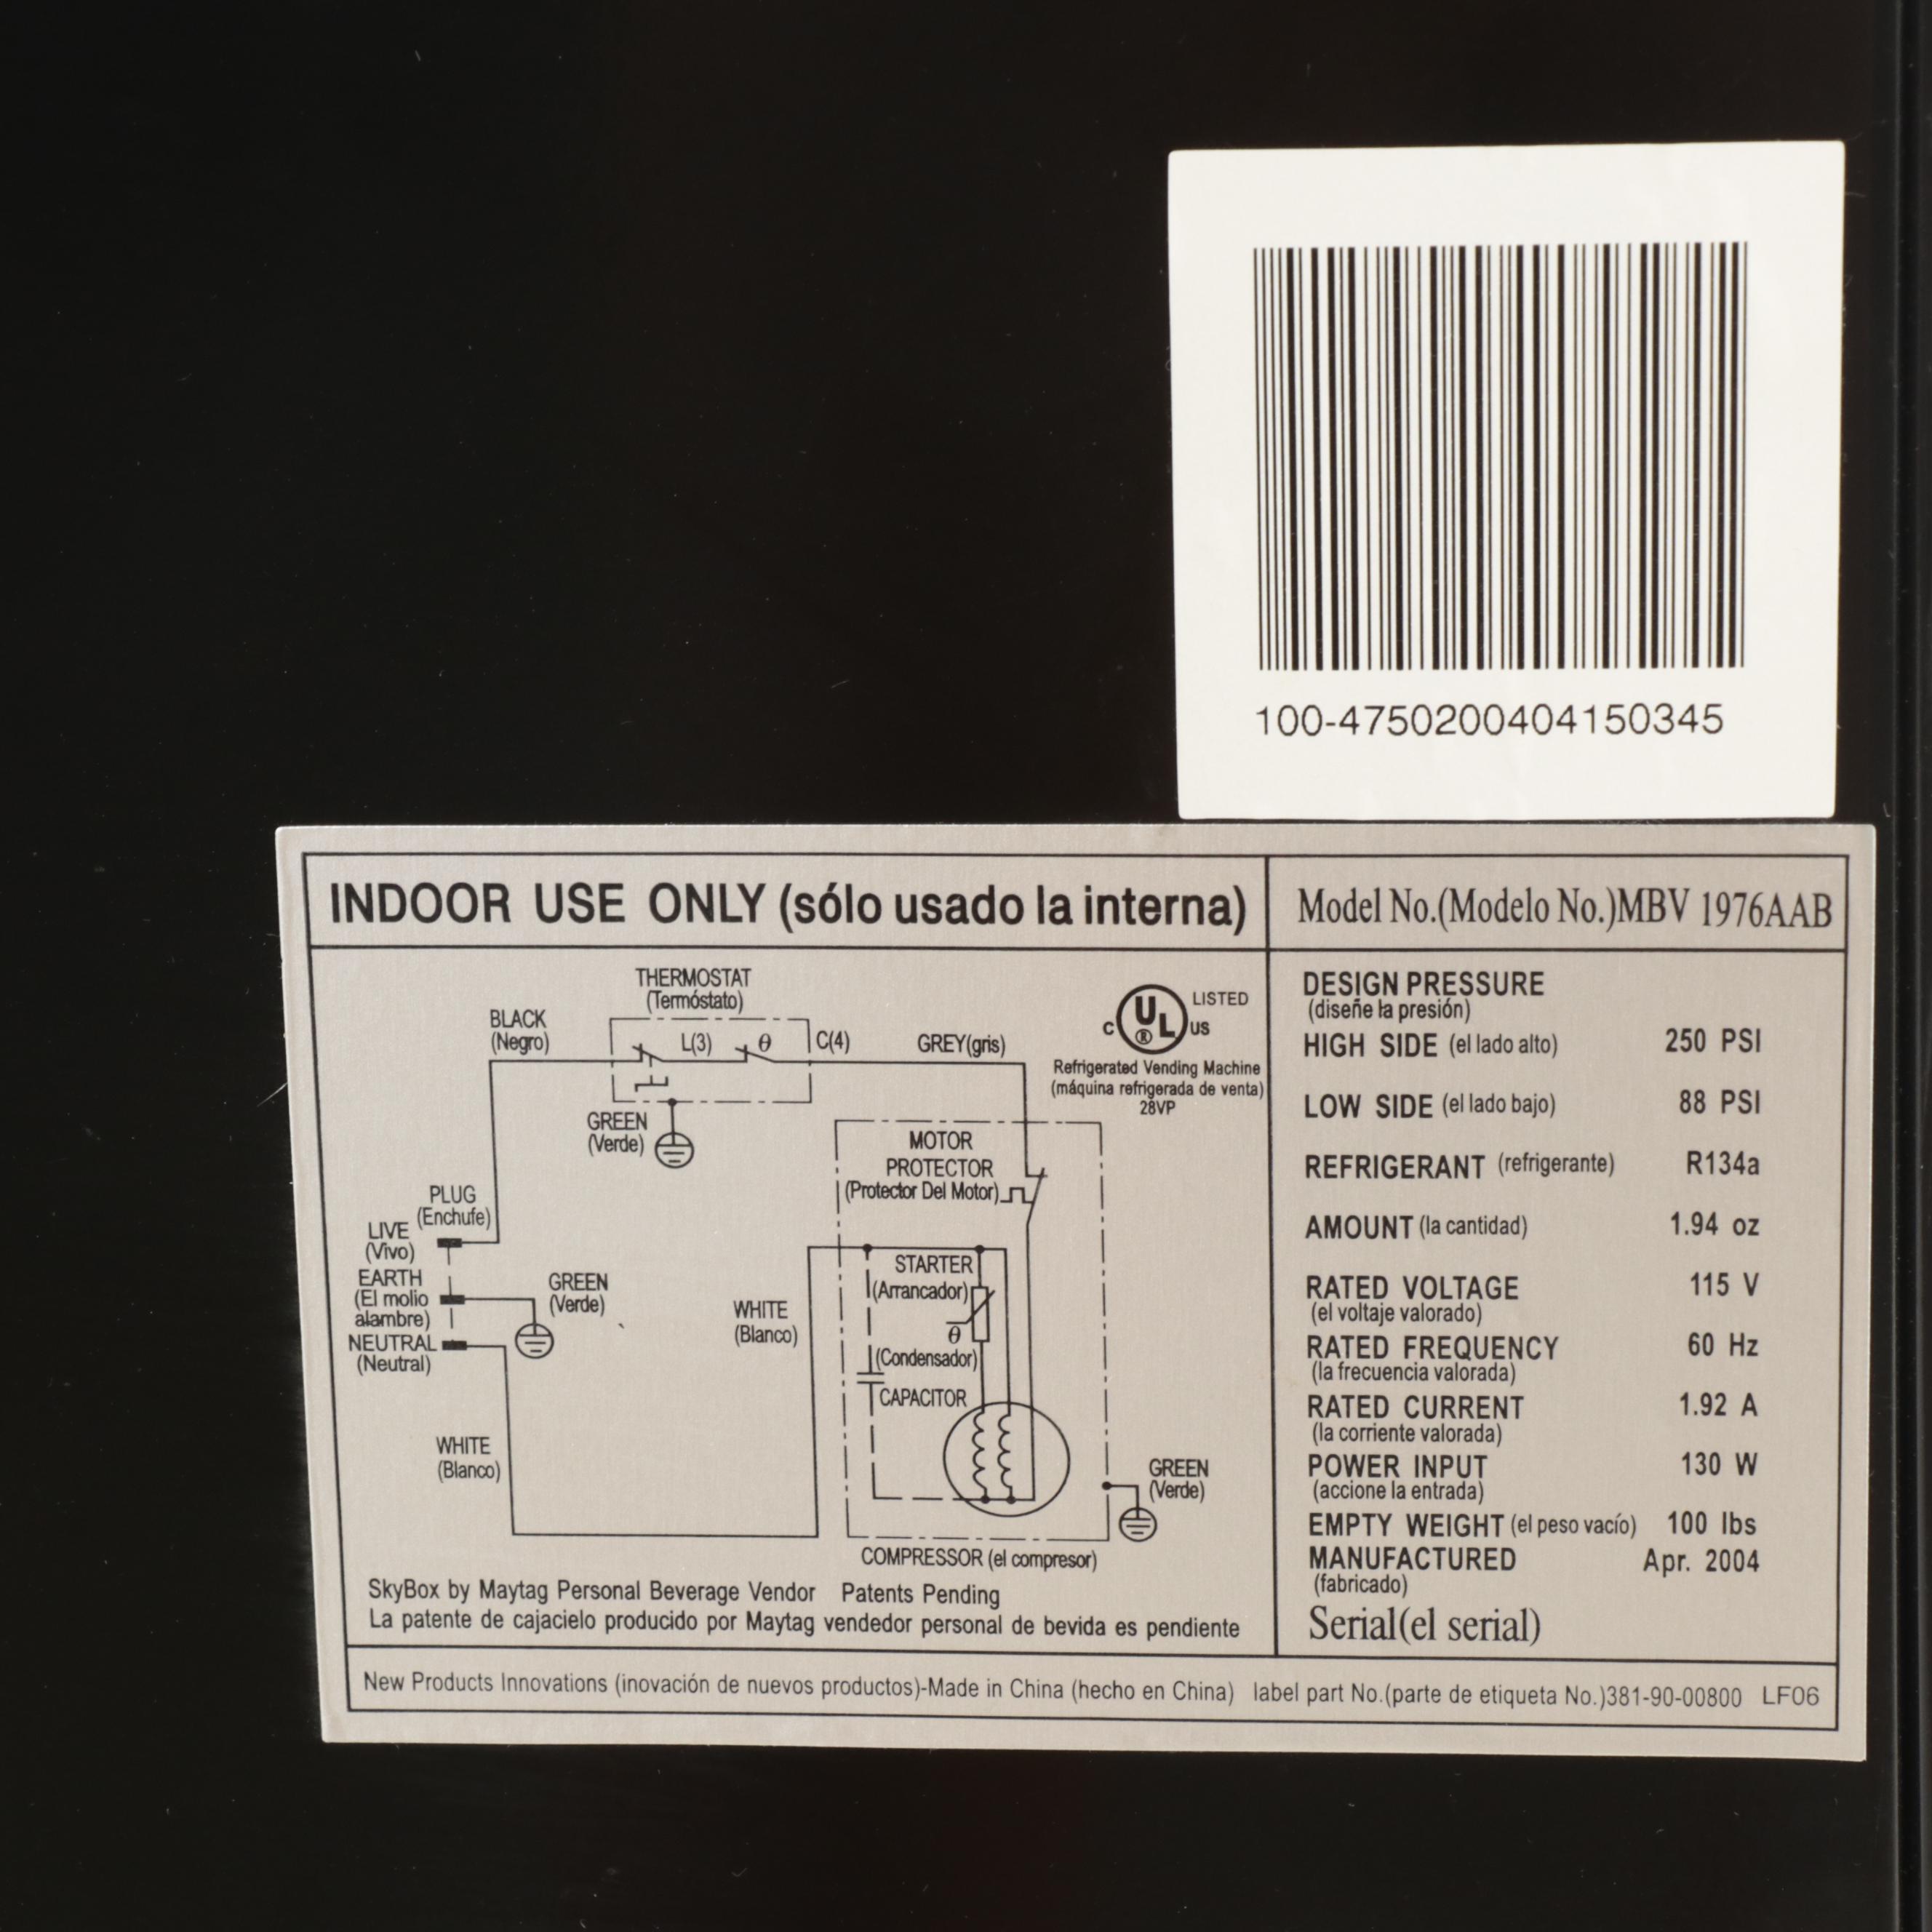 100-4750200404150345
INDOOR USE ONLY (sólo usado la interna)
Model No.(Modelo No.)MBV 1976AAB
THERMOSTAT
(Termóstato)
BLACK
(Negro)
L(3)
θ
C(4)
GREY(gris)
GREEN
(Verde)
C UL ® US LISTED
Refrigerated Vending Machine
(máquina refrigerada de venta)
28VP
MOTOR
PROTECTOR
(Protector Del Motor)
PLUG
(Enchufe)
LIVE
(Vivo)
EARTH
(El molio
alambre)
NEUTRAL
(Neutral)
GREEN
(Verde)
WHITE
(Blanco)
STARTER
(Arrancador)
θ
(Condensador)
CAPACITOR
WHITE
(Blanco)
GREEN
(Verde)
COMPRESSOR (el compresor)
SkyBox by Maytag Personal Beverage Vendor Patents Pending
La patente de cajacielo producido por Maytag vendedor personal de bevida es pendiente
DESIGN PRESSURE
(diseñe la presión)
HIGH SIDE (el lado alto) 250 PSI
LOW SIDE (el lado bajo) 88 PSI
REFRIGERANT (refrigerante) R134a
AMOUNT (la cantidad) 1.94 oz
RATED VOLTAGE 115 V
(el voltaje valorado)
RATED FREQUENCY 60 Hz
(la frecuencia valorada)
RATED CURRENT 1.92 A
(la corriente valorada)
POWER INPUT 130 W
(accione la entrada)
EMPTY WEIGHT (el peso vacío) 100 lbs
MANUFACTURED Apr. 2004
(fabricado)
Serial(el serial)
New Products Innovations (inovación de nuevos productos)-Made in China (hecho en China) label part No.(parte de etiqueta No.)381-90-00800 LF06